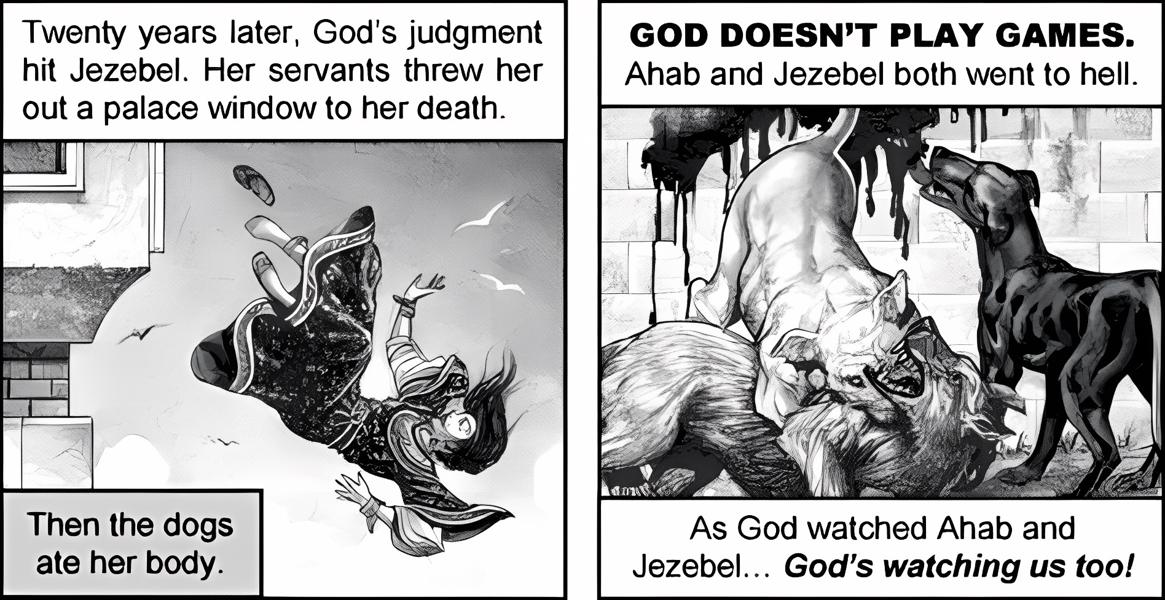 Twenty years later, God's judgment
hit Jezebel. Her servants threw her
out a palace window to her death.
Then the dogs
ate her body.
GOD DOESN'T PLAY GAMES.
Ahab and Jezebel both went to hell.
As God watched Ahab and
Jezebel... God's watching us too!